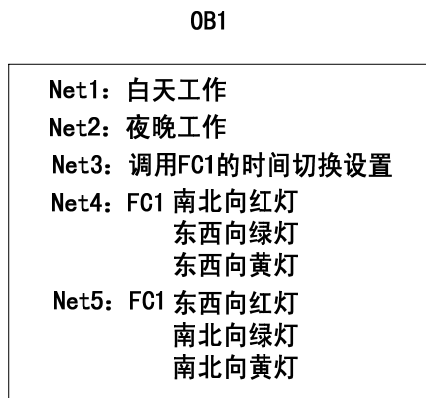 OB1
Net1：白天工作
Net2：夜晚工作
Net3：调用FC1的时间切换设置
Net4：FC1 南北向红灯
东西向绿灯
东西向黄灯
Net5：FC1 东西向红灯
南北向绿灯
南北向黄灯